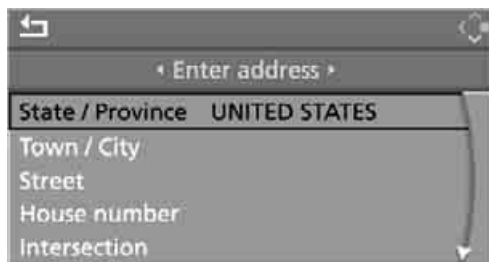 Enter address
State / Province UNITED STATES
Town / City
Street
House number
Intersection